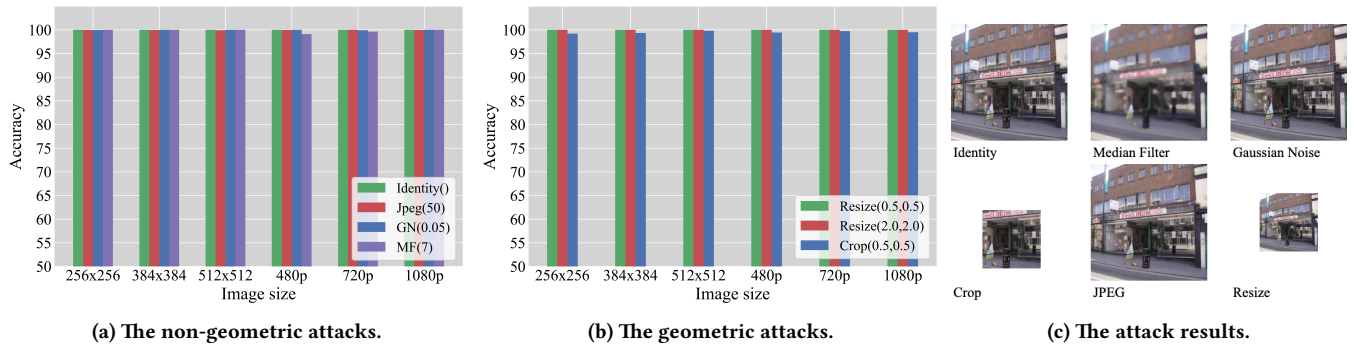 100
95
90
85
80
75
70
65
60
55
50
Accuracy
Identity()
Jpeg(50)
GN(0.05)
MF(7)
256x256 384x384 512x512 480p 720p 1080p
Image size
(a) The non-geometric attacks.
100
95
90
85
80
75
70
65
60
55
50
Accuracy
Resize(0.5,0.5)
Resize(2.0,2.0)
Crop(0.5,0.5)
256x256 384x384 512x512 480p 720p 1080p
Image size
(b) The geometric attacks.
Identity
Median Filter
Gaussian Noise
Crop
JPEG
Resize
(c) The attack results.